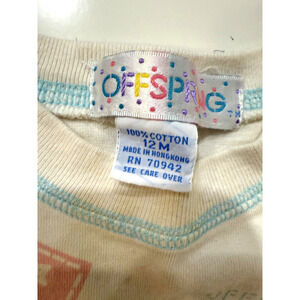 OFFSPRING
100% COTTON
12 M
MADE IN HONGKONG
RN 70942
SEE CARE OVER